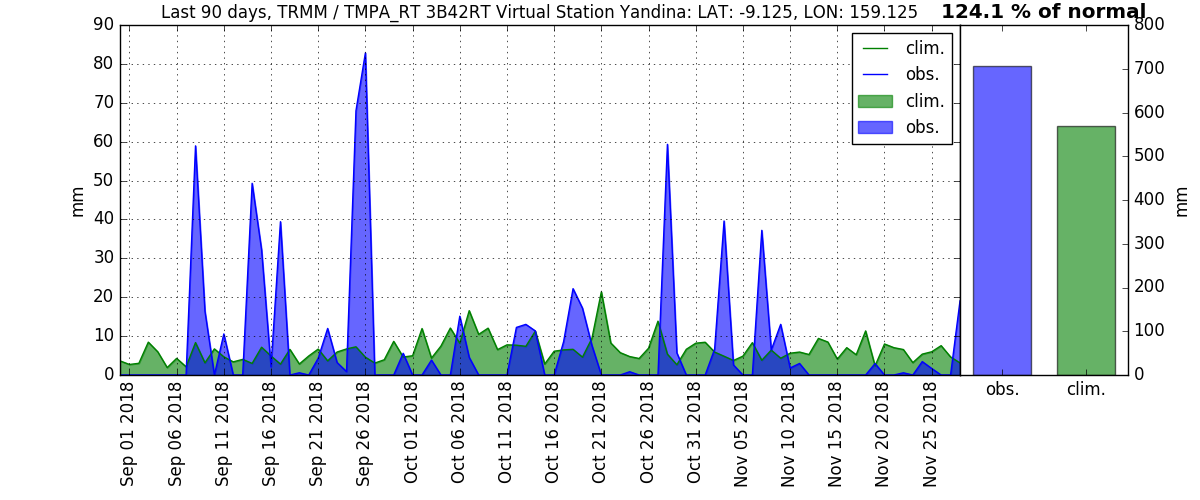 Last 90 days, TRMM / TMPA_RT 3B42RT Virtual Station Yandina: LAT: -9.125, LON: 159.125
124.1 % of normal
90
80
70
60
50
40
30
20
10
0
mm
clim.
obs.
clim.
obs.
Sep 01 2018
Sep 06 2018
Sep 11 2018
Sep 16 2018
Sep 21 2018
Sep 26 2018
Oct 01 2018
Oct 06 2018
Oct 11 2018
Oct 16 2018
Oct 21 2018
Oct 26 2018
Oct 31 2018
Nov 05 2018
Nov 10 2018
Nov 15 2018
Nov 20 2018
Nov 25 2018
800
700
600
500
400
300
200
100
0
mm
obs.
clim.